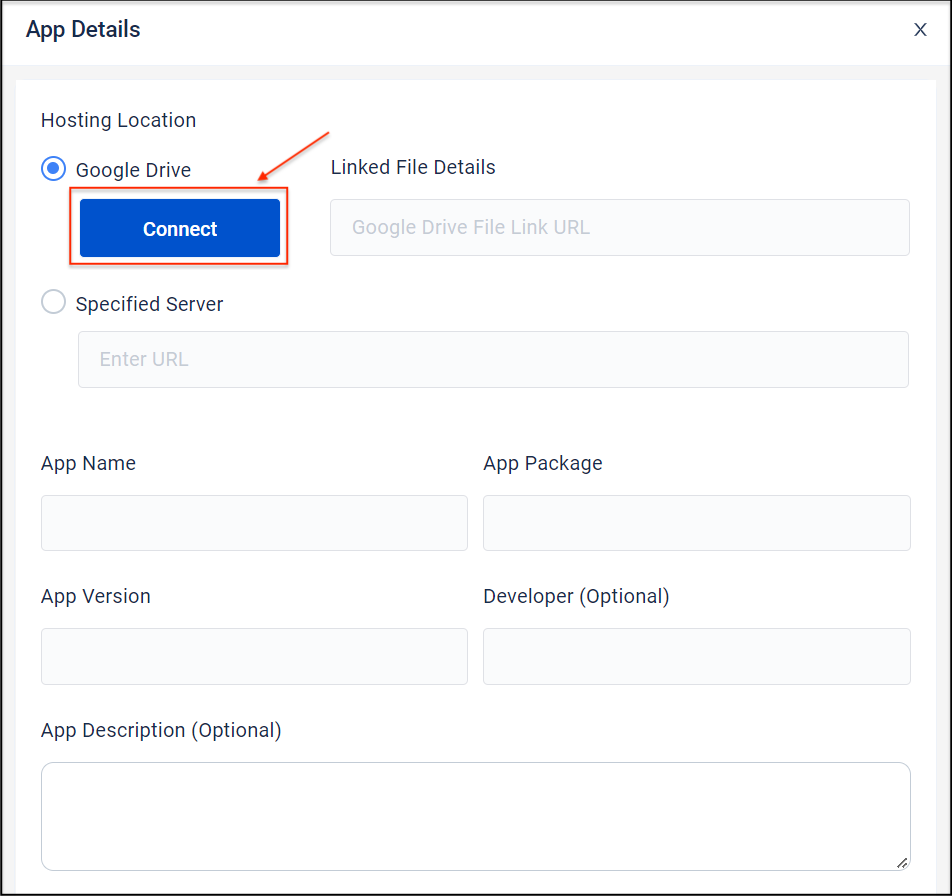 App Details
X
Hosting Location
Google Drive
Linked File Details
Connect
Google Drive File Link URL
Specified Server
Enter URL
App Name
App Package
App Version
Developer (Optional)
App Description (Optional)